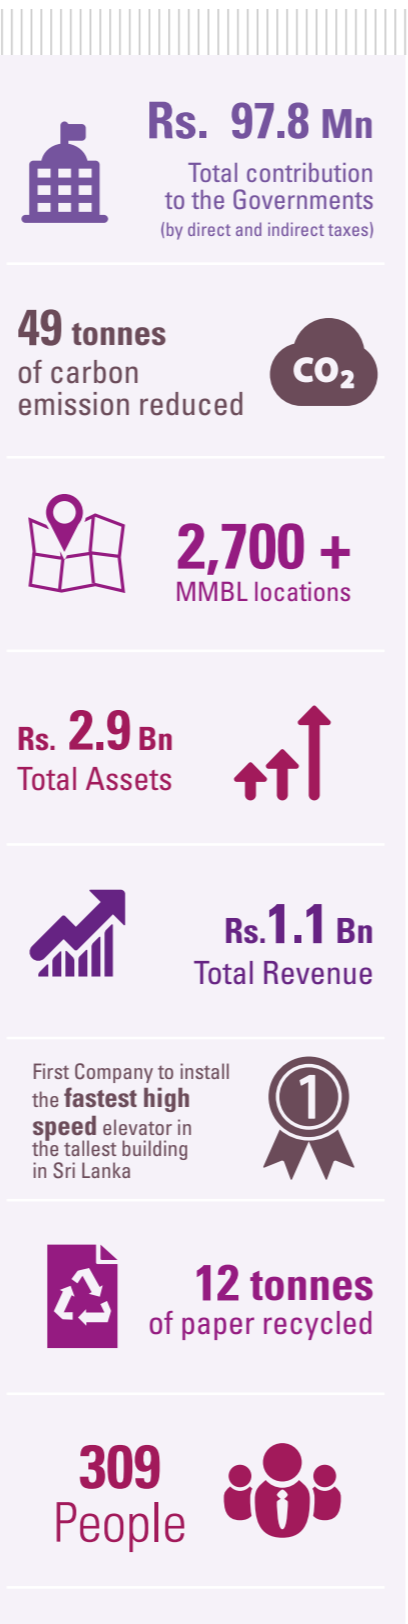 Rs. 97.8 Mn
Total contribution
to the Governments
(by direct and indirect taxes)
49 tonnes
of carbon
emission reduced
CO₂
2,700 +
MMBL locations
Rs. 2.9 Bn
Total Assets
Rs.1.1 Bn
Total Revenue
First Company to install
the fastest high
speed elevator in
the tallest building
in Sri Lanka
1
12 tonnes
of paper recycled
309
People